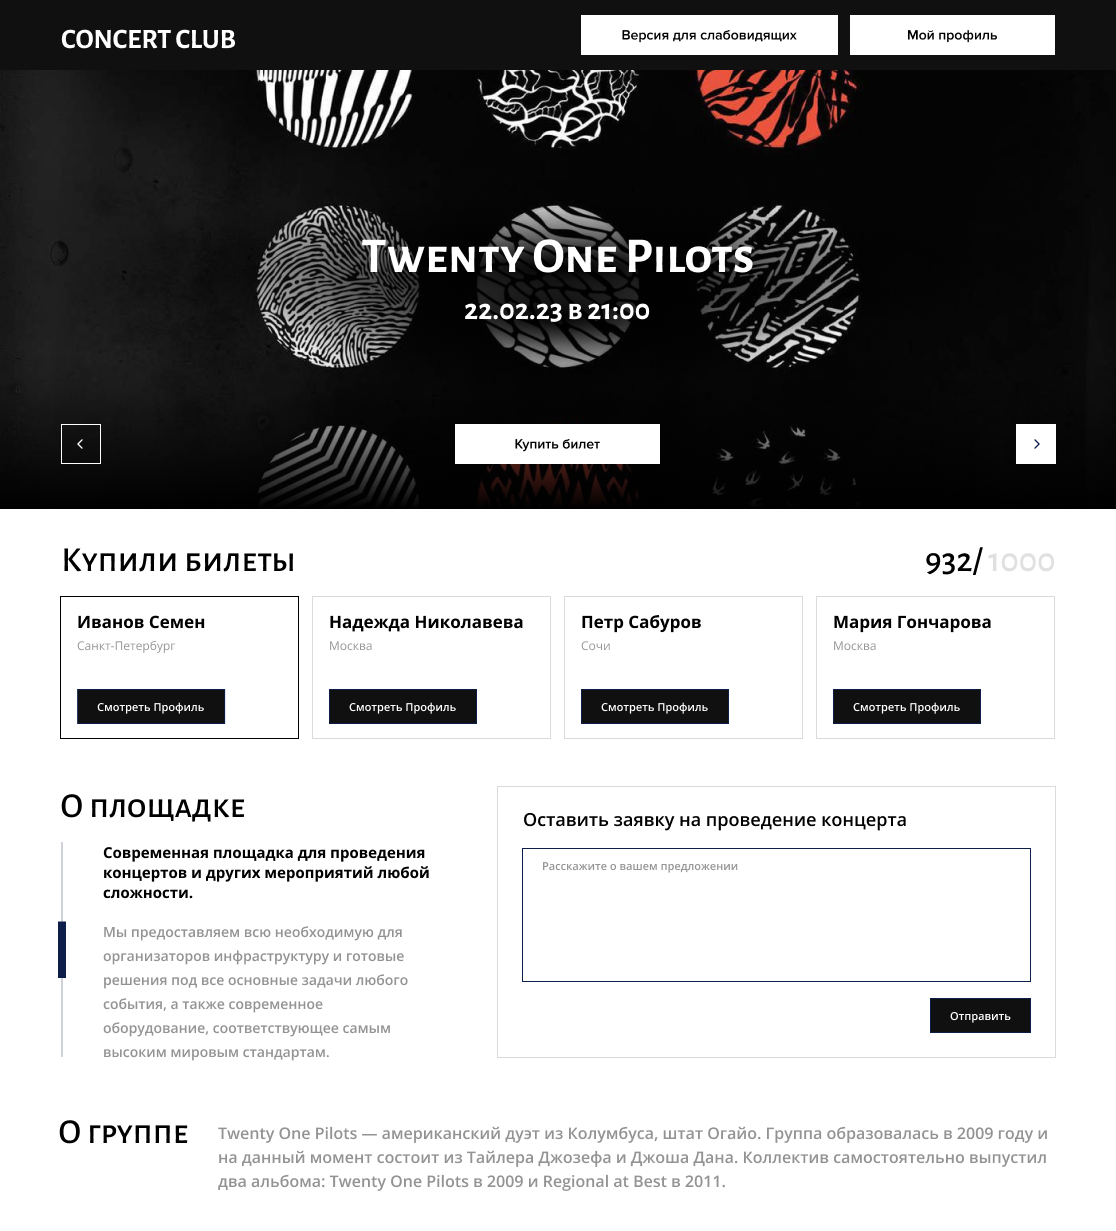 CONCERT CLUB
Версия для слабовидящих
Мой профиль
Twenty One Pilots
22.02.23 в 21:00
Купить билет
Купили билеты
932/ 1000
Иванов Семен
Санкт-Петербург
Смотреть Профиль
Надежда Николавева
Москва
Смотреть Профиль
Петр Сабуров
Сочи
Смотреть Профиль
Мария Гончарова
Москва
Смотреть Профиль
О площадке
Современная площадка для проведения
концертов и других мероприятий любой
сложности.
Мы предоставляем всю необходимую для
организаторов инфраструктуру и готовые
решения под все основные задачи любого
события, а также современное
оборудование, соответствующее самым
высоким мировым стандартам.
Оставить заявку на проведение концерта
Расскажите о вашем предложении
Отправить
О группе
Twenty One Pilots — американский дуэт из Колумбуса, штат Огайо. Группа образовалась в 2009 году и
на данный момент состоит из Тайлера Джозефа и Джоша Дана. Коллектив самостоятельно выпустил
два альбома: Twenty One Pilots в 2009 и Regional at Best в 2011.